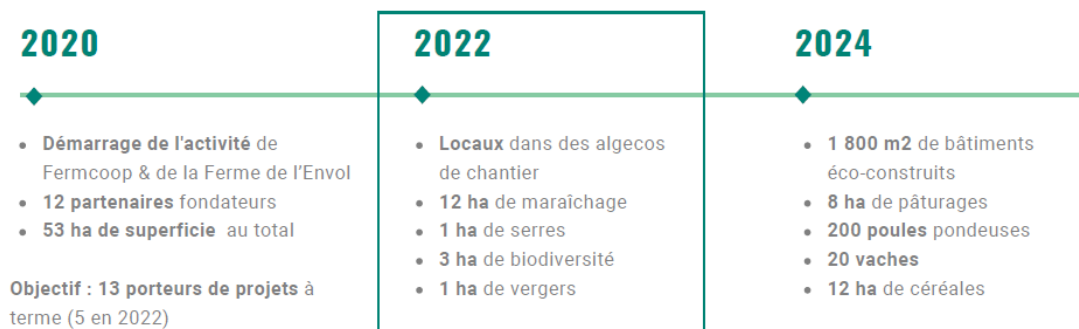 2020
• Démarrage de l'activité de
Fermcoop & de la Ferme de l'Envol
• 12 partenaires fondateurs
• 53 ha de superficie au total
Objectif : 13 porteurs de projets à
terme (5 en 2022)
2022
• Locaux dans des algecos
de chantier
• 12 ha de maraîchage
• 1 ha de serres
• 3 ha de biodiversité
• 1 ha de vergers
2024
• 1 800 m2 de bâtiments
éco-construits
• 8 ha de pâturages
• 200 poules pondeuses
• 20 vaches
• 12 ha de céréales